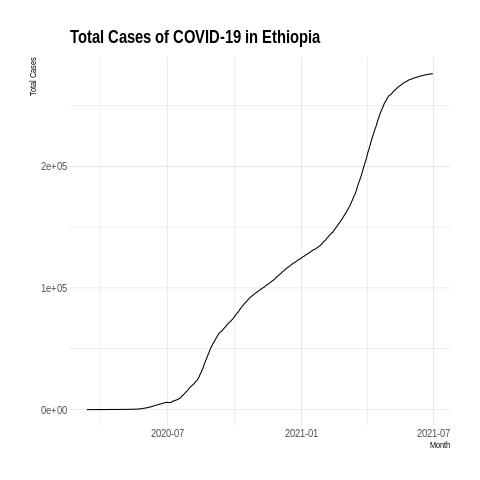 Total Cases of COVID-19 in Ethiopia
Total Cases
2e+05
1e+05
0e+00
2020-07
2021-01
2021-07
Month